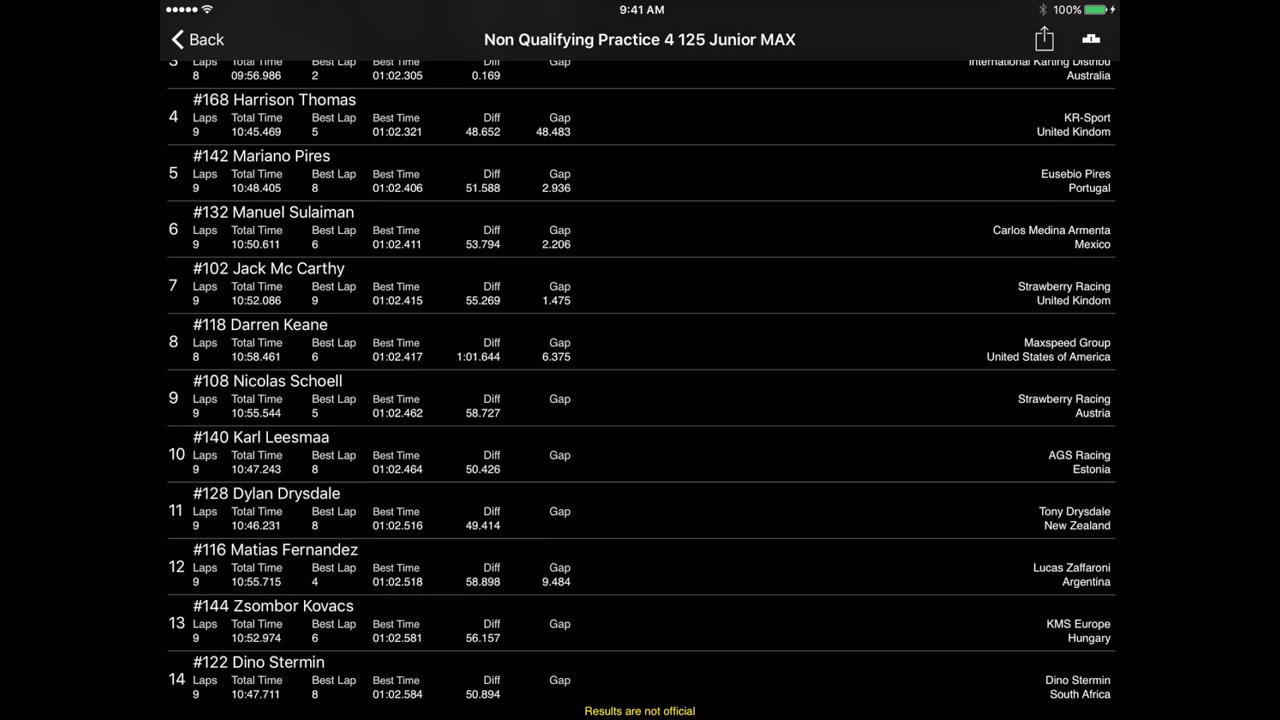 9:41 AM 100%
Back Non Qualifying Practice 4 125 Junior MAX
3 Laps Total Time Best Lap Best Time Diff Gap International Karting Distribu
8 09:56.986 2 01:02.305 0.169 Australia
#168 Harrison Thomas
4 Laps Total Time Best Lap Best Time Diff Gap KR-Sport
9 10:45.469 5 01:02.321 48.652 48.483 United Kindom
#142 Mariano Pires
5 Laps Total Time Best Lap Best Time Diff Gap Eusebio Pires
9 10:48.405 8 01:02.406 51.588 2.936 Portugal
#132 Manuel Sulaiman
6 Laps Total Time Best Lap Best Time Diff Gap Carlos Medina Armenta
9 10:50.611 6 01:02.411 53.794 2.206 Mexico
#102 Jack Mc Carthy
7 Laps Total Time Best Lap Best Time Diff Gap Strawberry Racing
9 10:52.086 9 01:02.415 55.269 1.475 United Kindom
#118 Darren Keane
8 Laps Total Time Best Lap Best Time Diff Gap Maxspeed Group
8 10:58.461 6 01:02.417 1:01.644 6.375 United States of America
#108 Nicolas Schoell
9 Laps Total Time Best Lap Best Time Diff Gap Strawberry Racing
9 10:55.544 5 01:02.462 58.727 Austria
#140 Karl Leesmaa
10 Laps Total Time Best Lap Best Time Diff Gap AGS Racing
9 10:47.243 8 01:02.464 50.426 Estonia
#128 Dylan Drysdale
11 Laps Total Time Best Lap Best Time Diff Gap Tony Drysdale
9 10:46.231 8 01:02.516 49.414 New Zealand
#116 Matias Fernandez
12 Laps Total Time Best Lap Best Time Diff Gap Lucas Zaffaroni
9 10:55.715 4 01:02.518 58.898 9.484 Argentina
#144 Zsombor Kovacs
13 Laps Total Time Best Lap Best Time Diff Gap KMS Europe
9 10:52.974 6 01:02.581 56.157 Hungary
#122 Dino Stermin
14 Laps Total Time Best Lap Best Time Diff Gap Dino Stermin
9 10:47.711 8 01:02.584 50.894 South Africa
Results are not official